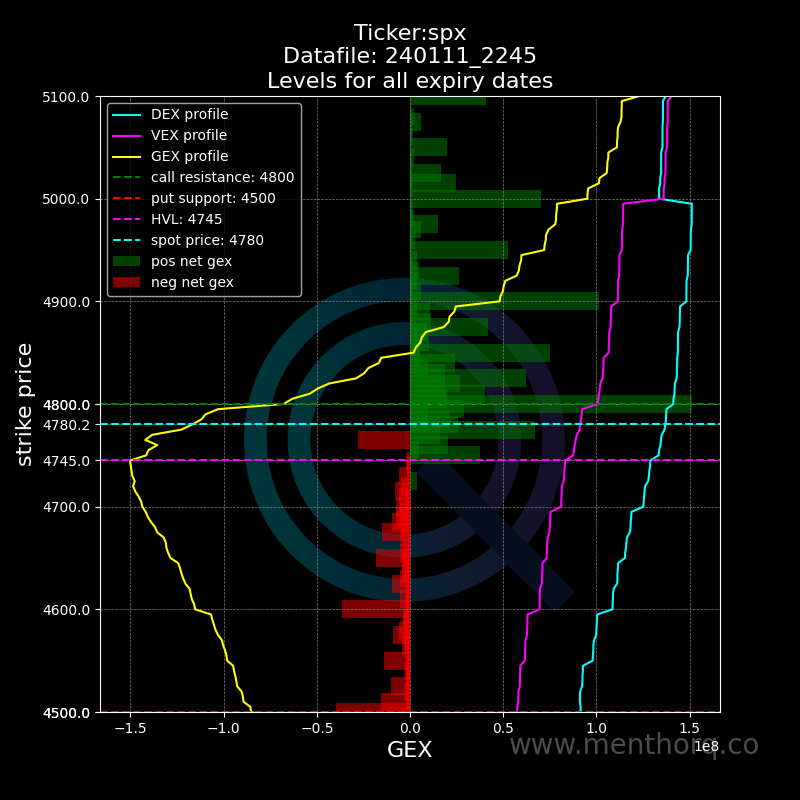 Ticker:spx
Datafile: 240111_2245
Levels for all expiry dates
DEX profile
VEX profile
GEX profile
call resistance: 4800
put support: 4500
HVL: 4745
spot price: 4780
pos net gex
neg net gex
5100.0
5000.0
4900.0
4800.0
4780.2
4745.0
4700.0
4600.0
4500.0
strike price
−1.5 −1.0 −0.5 0.0 0.5 1.0 1.5
1e8
GEX
www.menthorq.co